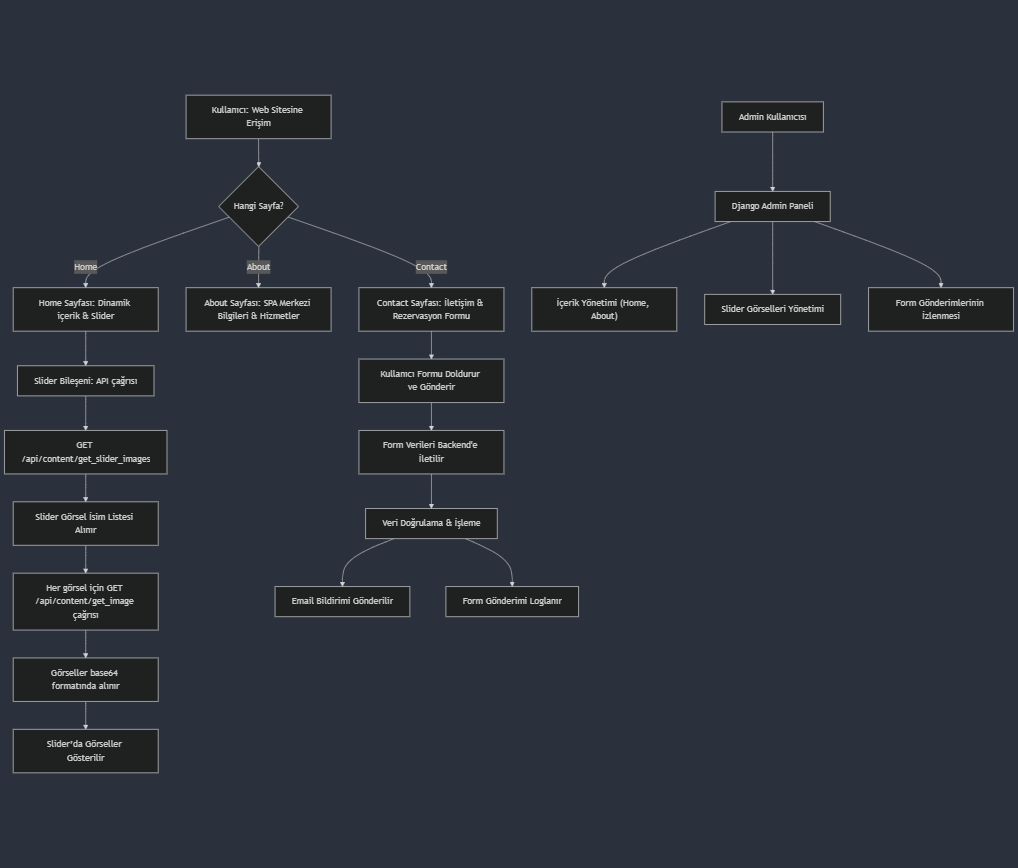 Kullanıcı: Web Sitesine
Erişim
Admin Kullanıcısı
Hangi Sayfa?
Django Admin Paneli
Home
About
Contact
Home Sayfası: Dinamik
içerik & Slider
About Sayfası: SPA Merkezi
Bilgileri & Hizmetler
Contact Sayfası: İletişim &
Rezervasyon Formu
İçerik Yönetimi (Home,
About)
Slider Görselleri Yönetimi
Form Gönderimlerinin
İzlenmesi
Slider Bileşeni: API çağrısı
Kullanıcı Formu Doldurur
ve Gönderir
GET
/api/content/get_slider_images
Form Verileri Backend'e
İletilir
Slider Görsel İsim Listesi
Alınır
Veri Doğrulama & İşleme
Her görsel için GET
/api/content/get_image
çağrısı
Email Bildirimi Gönderilir
Form Gönderimi Loglanır
Görseller base64
formatında alınır
Slider'da Görseller
Gösterilir